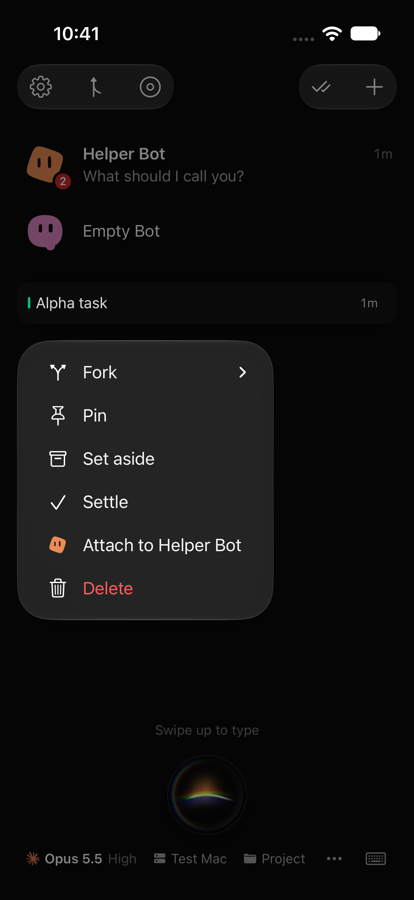 10:41
Helper Bot 1m
What should I call you?
2
Empty Bot
Alpha task 1m
Fork
Pin
Set aside
Settle
Attach to Helper Bot
Delete
Swipe up to type
Opus 5.5 High Test Mac Project